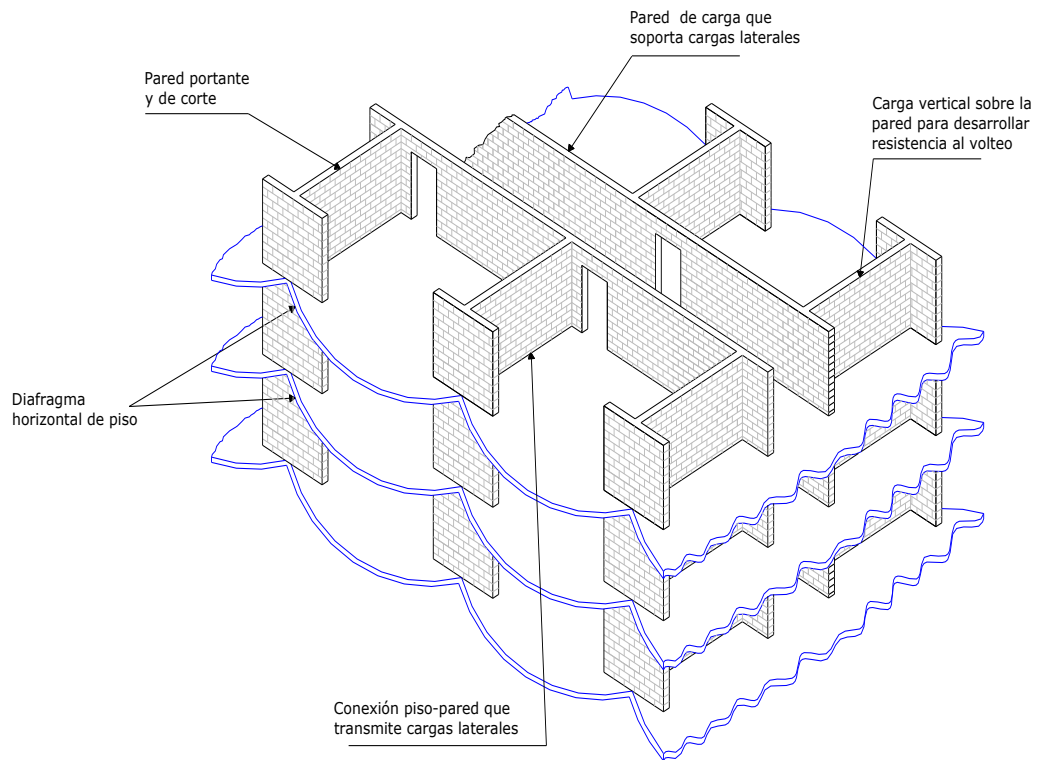 Pared de carga que
soporta cargas laterales
Pared portante
y de corte
Carga vertical sobre la
pared para desarrollar
resistencia al volteo
Diafragma
horizontal de piso
Conexión piso-pared que
transmite cargas laterales